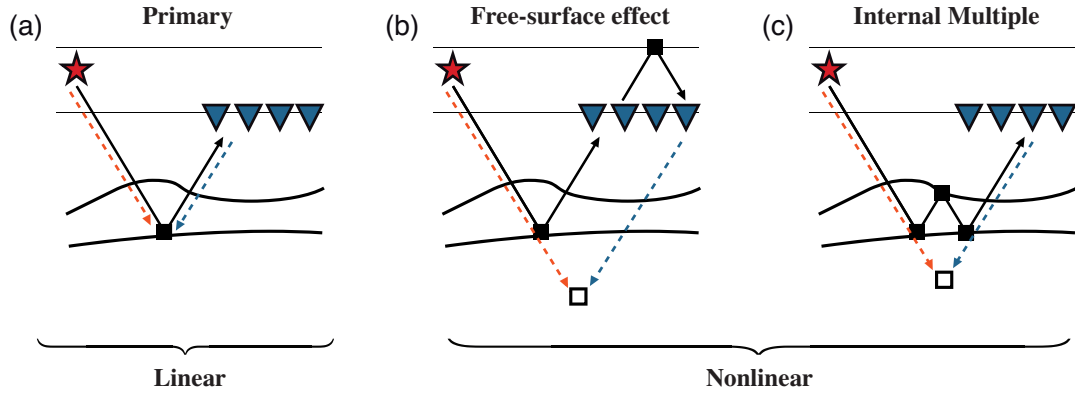 (a) Primary
(b) Free-surface effect
(c) Internal Multiple
Linear
Nonlinear